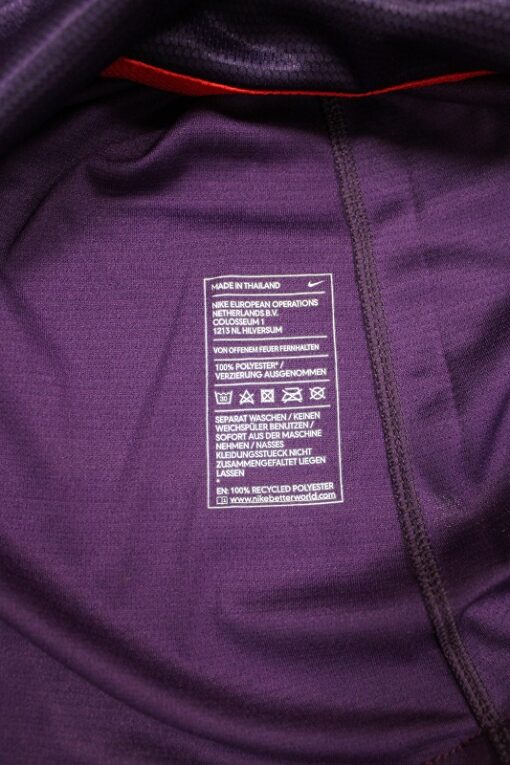 MADE IN THAILAND
NIKE EUROPEAN OPERATIONS
NETHERLANDS B.V.
COLOSSEUM 1
1213 NL HILVERSUM
VON OFFENEM FEUER FERNHALTEN
100% POLYESTER* /
VERZIERUNG AUSGENOMMEN
30
SEPARAT WASCHEN / KEINEN
WEICHSPÜLER BENUTZEN /
SOFORT AUS DER MASCHINE
NEHMEN / NASSES
KLEIDUNGSSTUECK NICHT
ZUSAMMENGEFALTET LIEGEN
LASSEN
*
EN: 100% RECYCLED POLYESTER
www.nikebetterworld.com